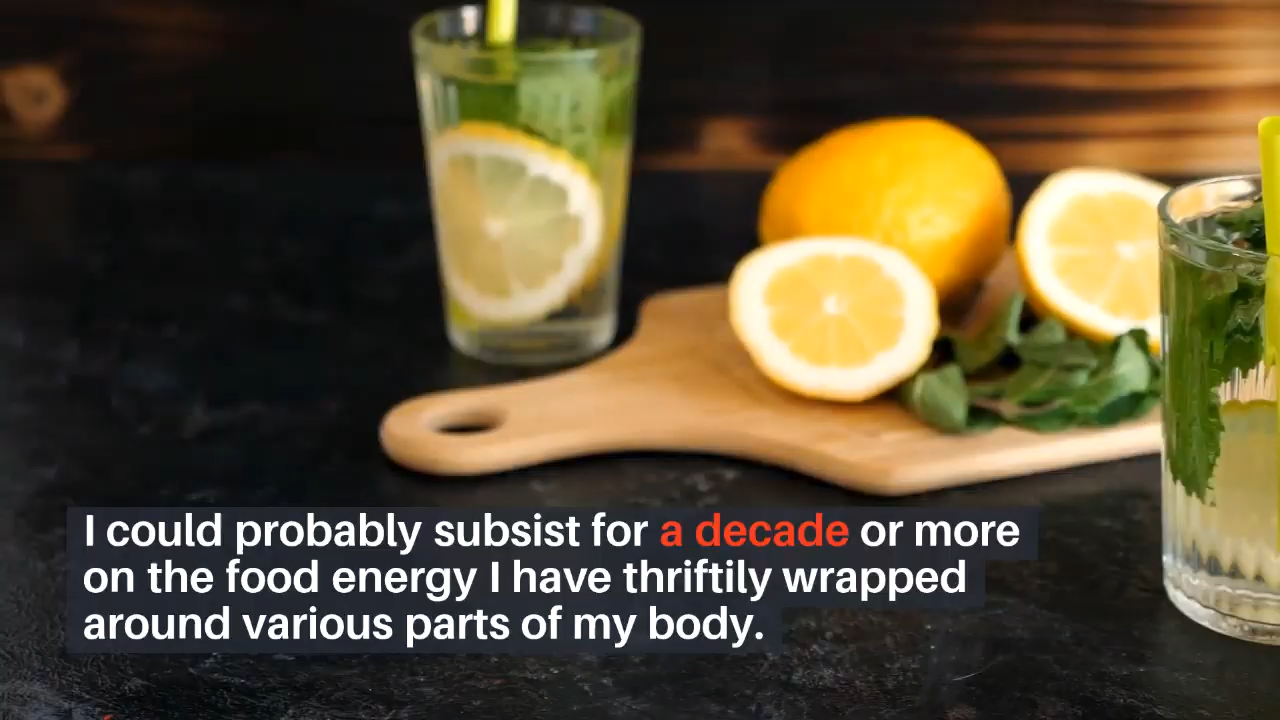 I could probably subsist for a decade or more
on the food energy I have thriftily wrapped
around various parts of my body.